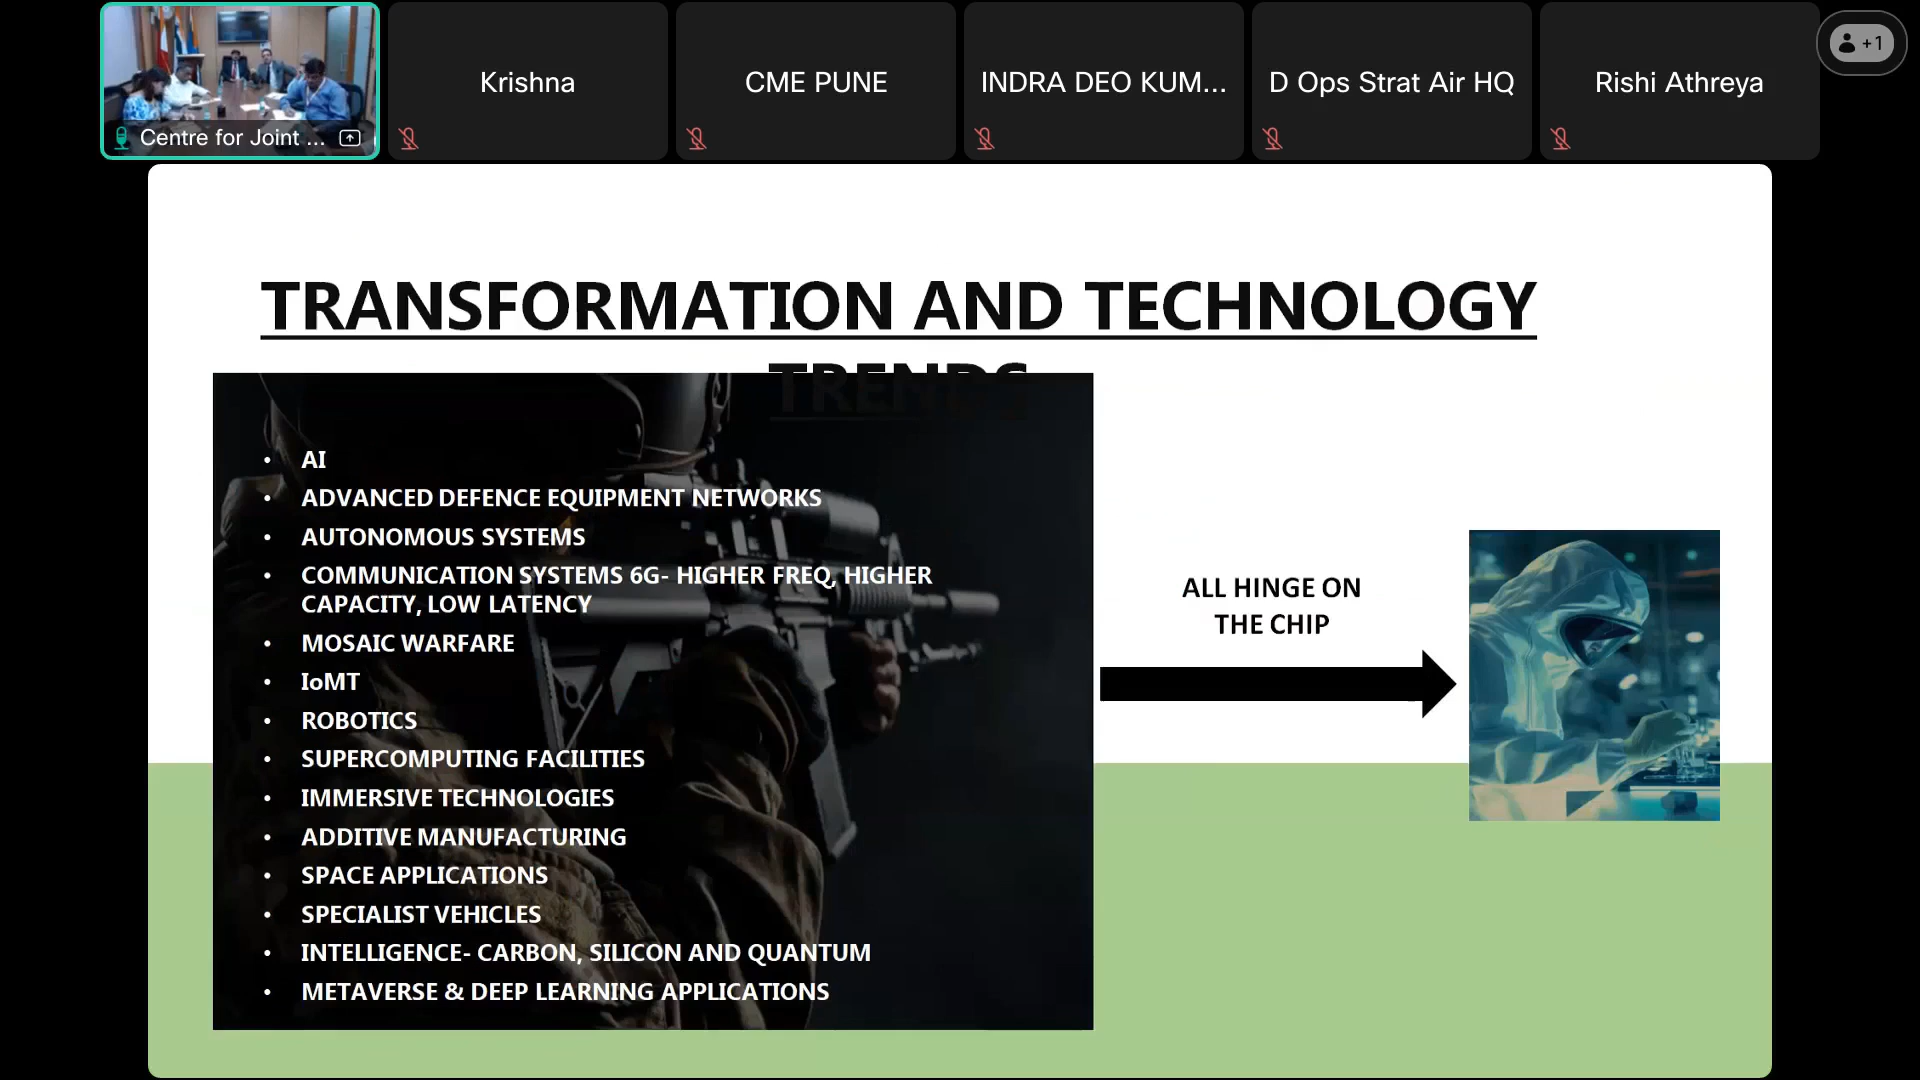 Centre for Joint ...
Krishna
CME PUNE
INDRA DEO KUM...
D Ops Strat Air HQ
Rishi Athreya
+1
TRANSFORMATION AND TECHNOLOGY
TRENDS
• AI
• ADVANCED DEFENCE EQUIPMENT NETWORKS
• AUTONOMOUS SYSTEMS
• COMMUNICATION SYSTEMS 6G- HIGHER FREQ, HIGHER
CAPACITY, LOW LATENCY
• MOSAIC WARFARE
• IoMT
• ROBOTICS
• SUPERCOMPUTING FACILITIES
• IMMERSIVE TECHNOLOGIES
• ADDITIVE MANUFACTURING
• SPACE APPLICATIONS
• SPECIALIST VEHICLES
• INTELLIGENCE- CARBON, SILICON AND QUANTUM
• METAVERSE & DEEP LEARNING APPLICATIONS
ALL HINGE ON
THE CHIP